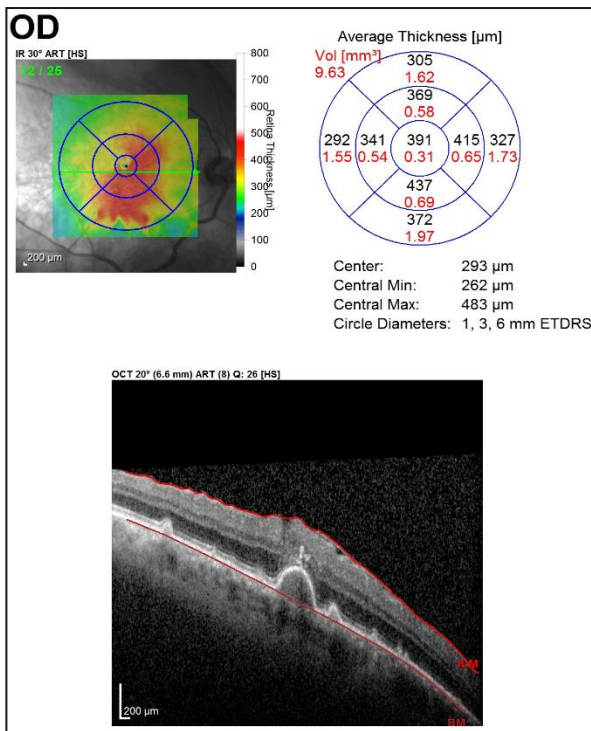 OD
IR 30° ART [HS]
12 / 25
200 µm
800
700
600
500
400
300
200
100
0
Retina Thickness [µm]
Average Thickness [µm]
Vol [mm³]
9.63
305
1.62
369
0.58
292 341 391 415 327
1.55 0.54 0.31 0.65 1.73
437
0.69
372
1.97
Center: 293 µm
Central Min: 262 µm
Central Max: 483 µm
Circle Diameters: 1, 3, 6 mm ETDRS
OCT 20° (6.6 mm) ART (8) Q: 26 [HS]
ILM
200 µm
BM